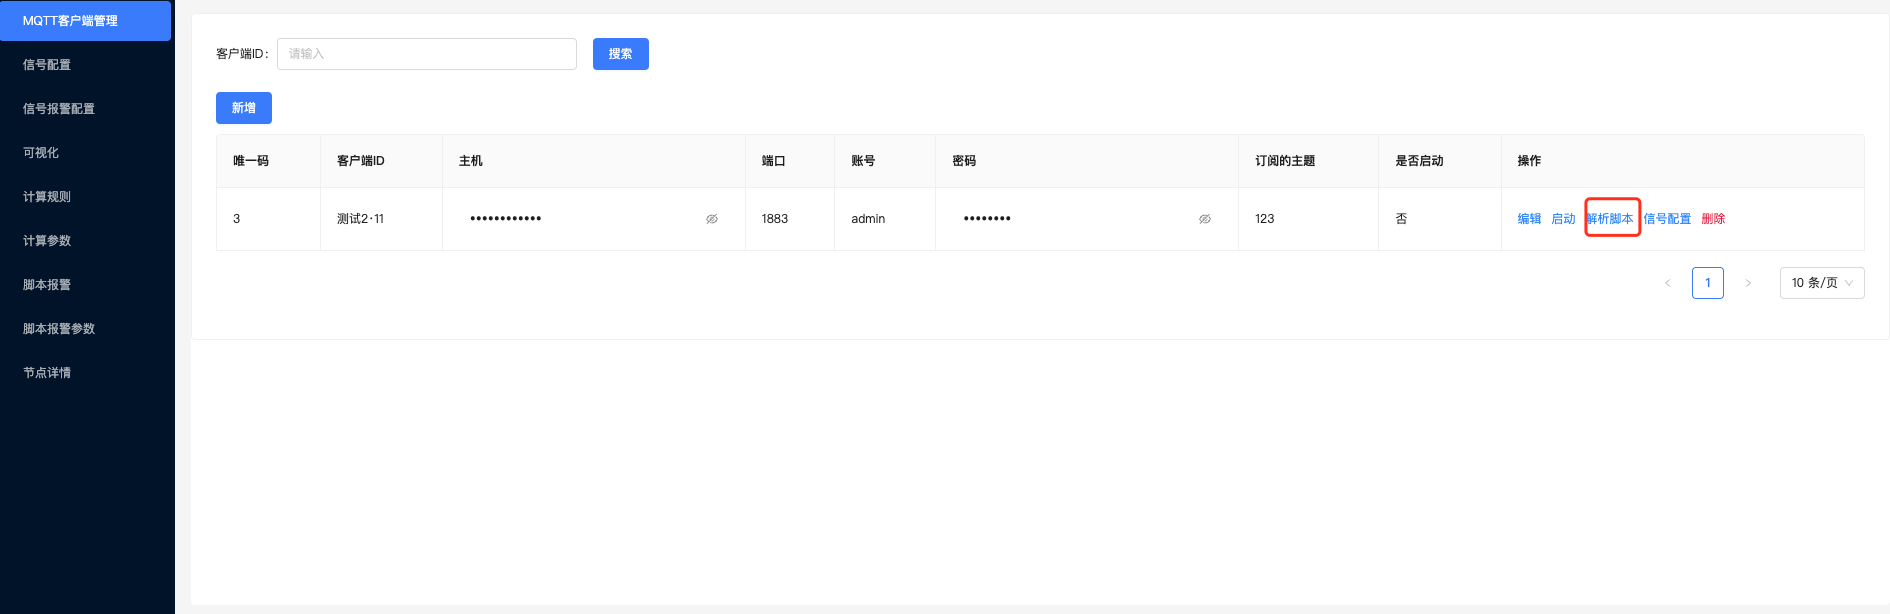 MQTT客户端管理
信号配置
信号报警配置
可视化
计算规则
计算参数
脚本报警
脚本报警参数
节点详情
客户端ID: 请输入 搜索
新增
唯一码 客户端ID 主机 端口 账号 密码 订阅的主题 是否启动 操作
3 测试2·11 •••••••••••• 1883 admin •••••••• 123 否 编辑 启动 解析脚本 信号配置 删除
< 1 > 10 条/页